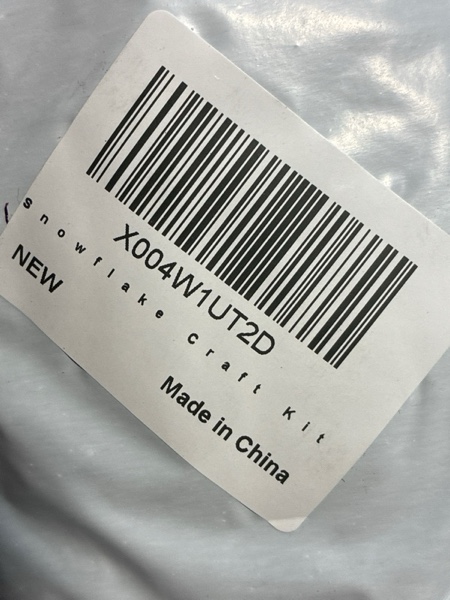 X004W1UT2D
snowflake Craft Kit
NEW
Made in China